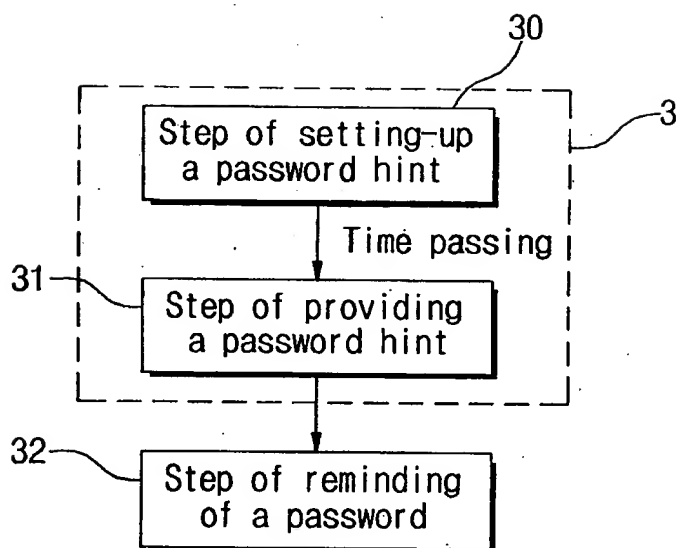 30
Step of setting-up
a password hint
3
Time passing
31
Step of providing
a password hint
32
Step of reminding
of a password